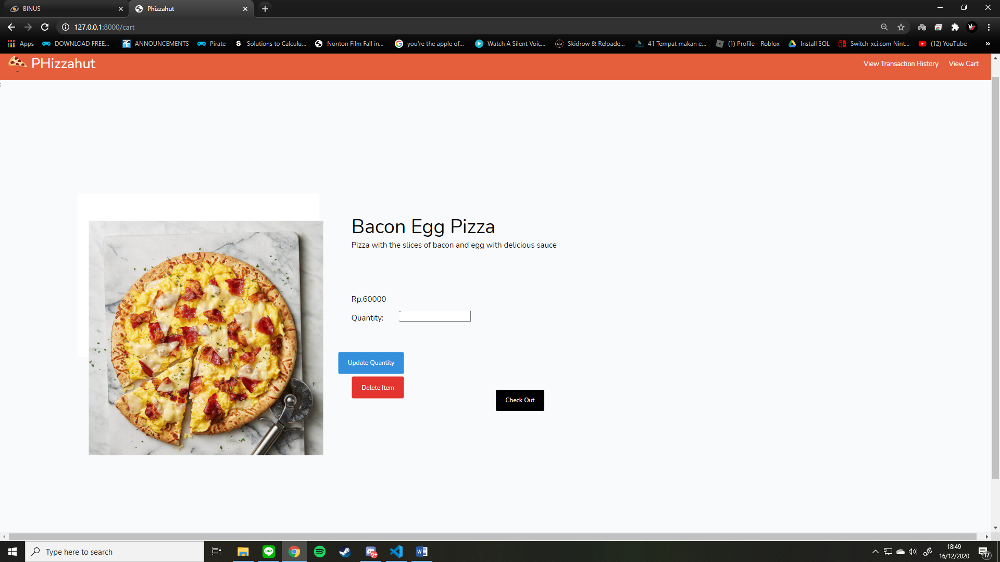 BINUS
Phizzahut
127.0.0.1:8000/cart
Apps
DOWNLOAD FREE...
ANNOUNCEMENTS
Pirate
Solutions to Calculu...
Nonton Film Fall in...
you're the apple of...
Watch A Silent Voic...
Skidrow & Reloade...
41 Tempat makan e...
(1) Profile - Roblox
Install SQL
Switch-xci.com Nint...
(12) YouTube
»
PHizzahut
View Transaction History
View Cart
;
Bacon Egg Pizza
Pizza with the slices of bacon and egg with delicious sauce
Rp.60000
Quantity:
Update Quantity
Delete Item
Check Out
Type here to search
LINE
9+
18:49
16/12/2020
17